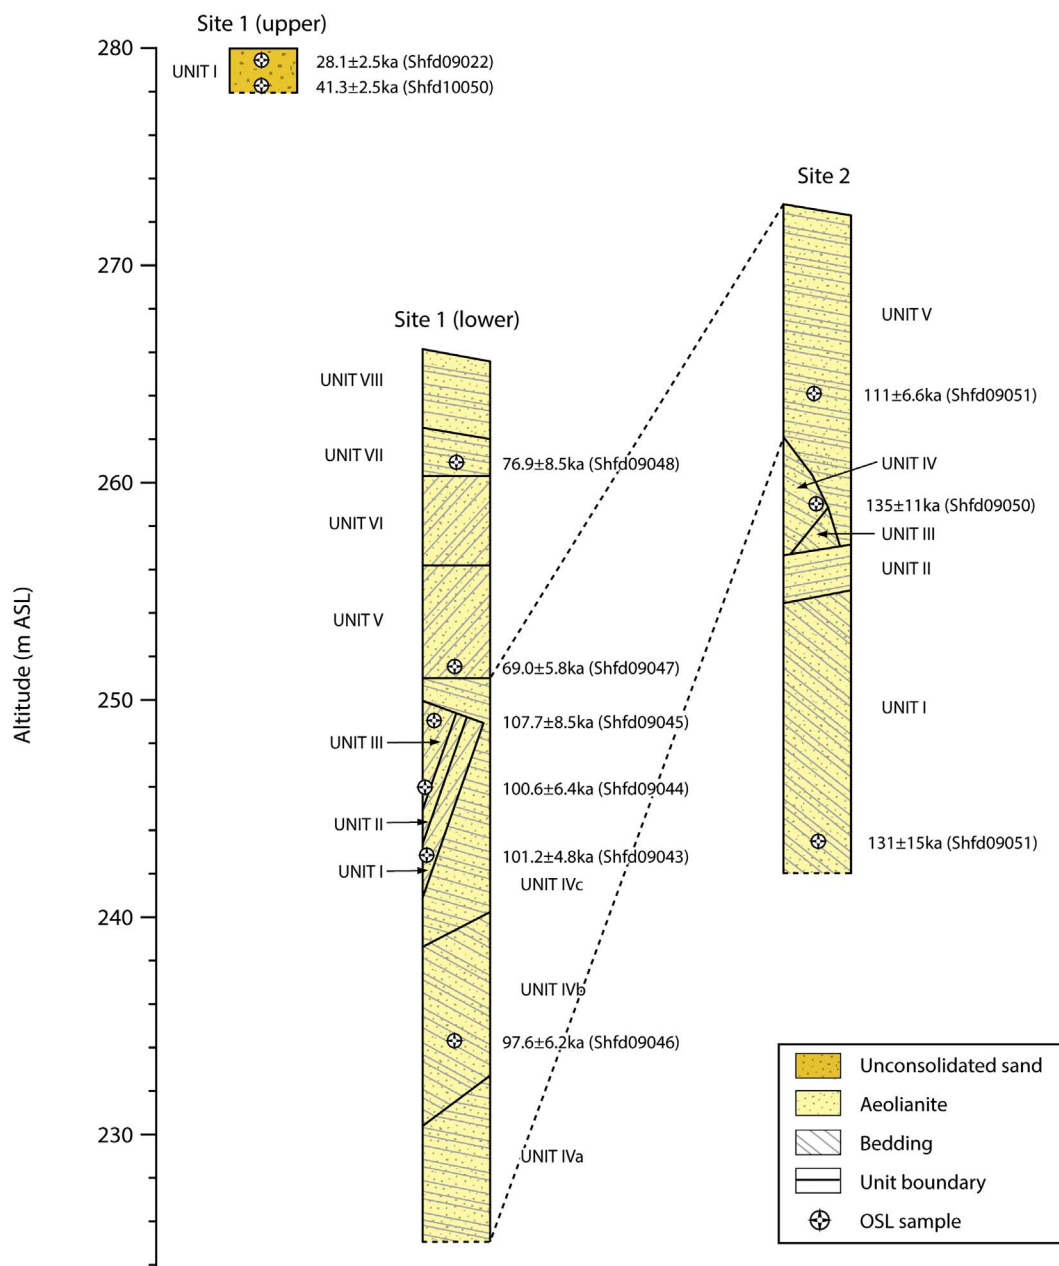 Site 1 (upper)
280
UNIT I
28.1±2.5ka (Shfd09022)
41.3±2.5ka (Shfd10050)
Site 2
270
UNIT V
Site 1 (lower)
UNIT VIII
111±6.6ka (Shfd09051)
UNIT VII
76.9±8.5ka (Shfd09048)
UNIT IV
260
135±11ka (Shfd09050)
UNIT VI
UNIT III
UNIT II
Altitude (m ASL)
UNIT V
69.0±5.8ka (Shfd09047)
250
UNIT I
107.7±8.5ka (Shfd09045)
UNIT III
100.6±6.4ka (Shfd09044)
UNIT II
131±15ka (Shfd09051)
101.2±4.8ka (Shfd09043)
UNIT I
UNIT IVc
240
UNIT IVb
97.6±6.2ka (Shfd09046)
230
UNIT IVa
Unconsolidated sand
Aeolianite
Bedding
Unit boundary
OSL sample